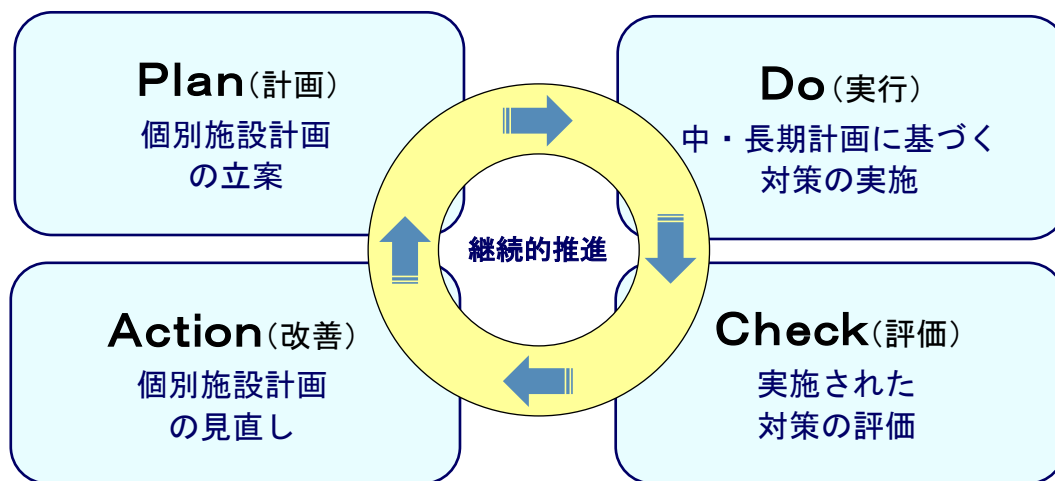 Plan(計画)
個別施設計画
の立案
Do(実行)
中・長期計画に基づく
対策の実施
継続的推進
Action(改善)
個別施設計画
の見直し
Check(評価)
実施された
対策の評価